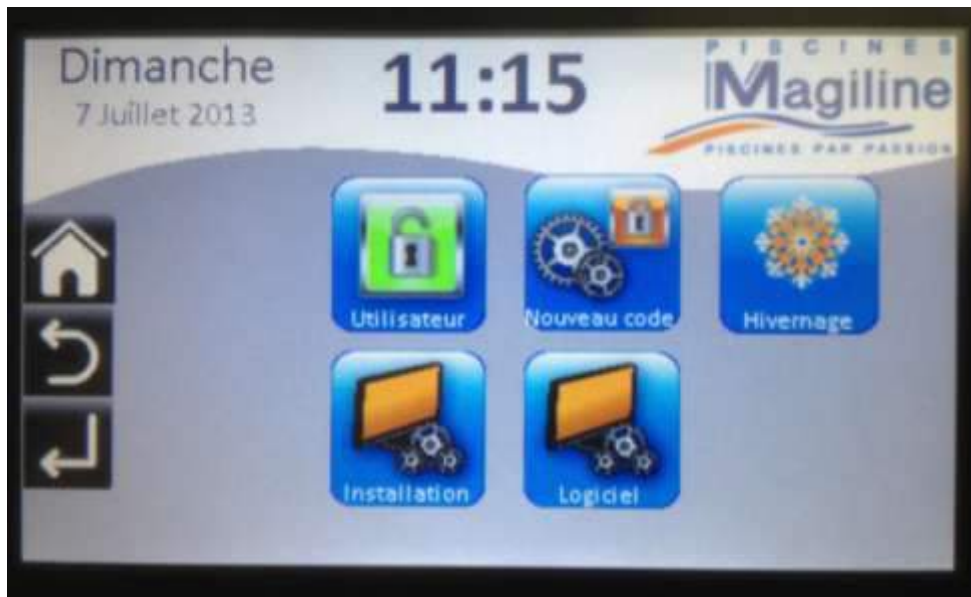 Dimanche
7 Juillet 2013
11:15
PISCINES
Magiline
PISCINES PAR PASSION
Utilisateur
Nouveau code
Hivernage
Installation
Logiciel